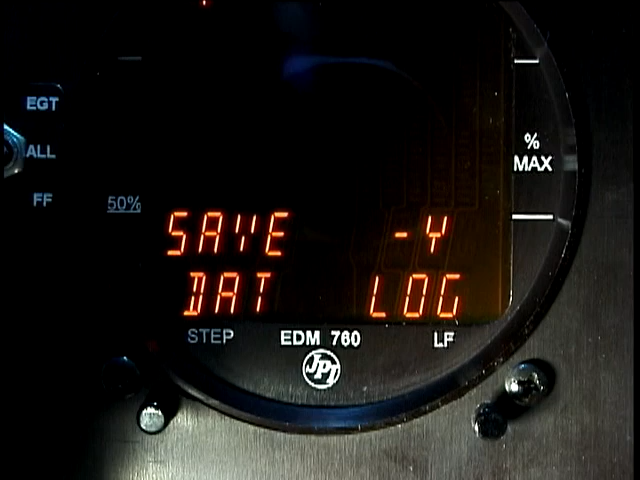 EGT
ALL
FF
50%
%
MAX
SAVE -Y
DAT LOG
STEP EDM 760 LF
JPI